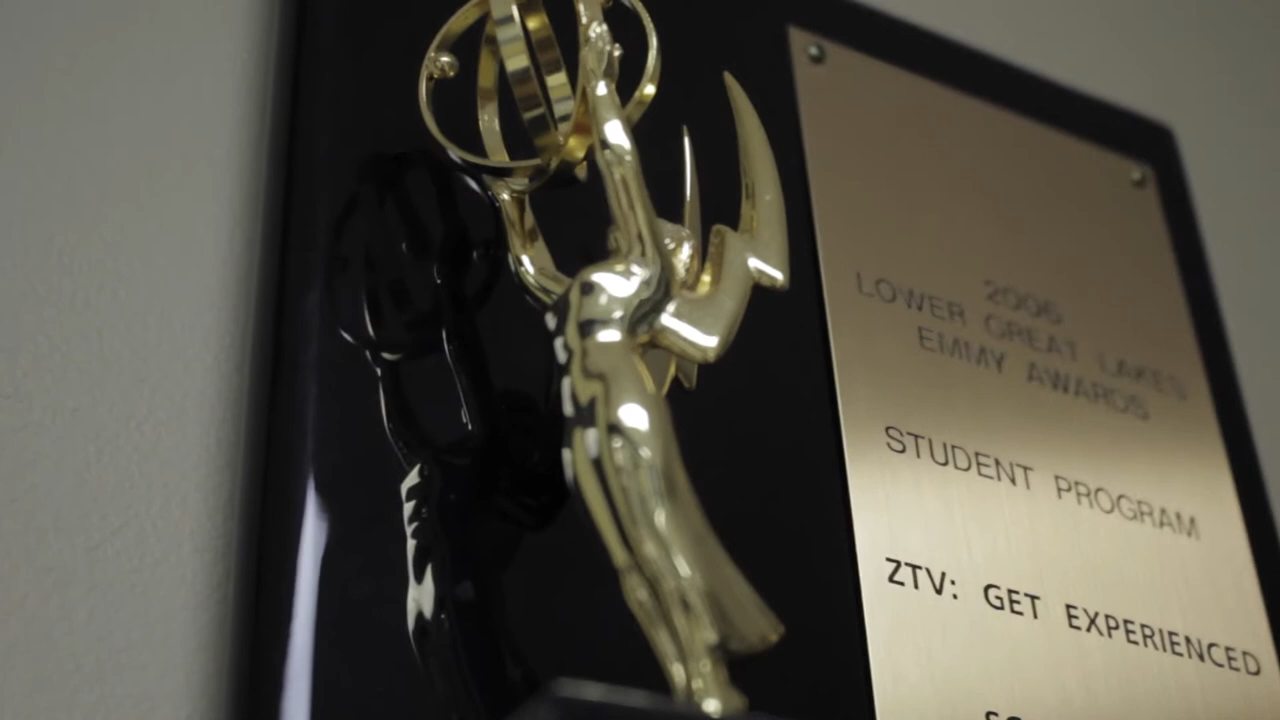 2006
LOWER GREAT LAKES
EMMY AWARDS
STUDENT PROGRAM
ZTV: GET EXPERIENCED